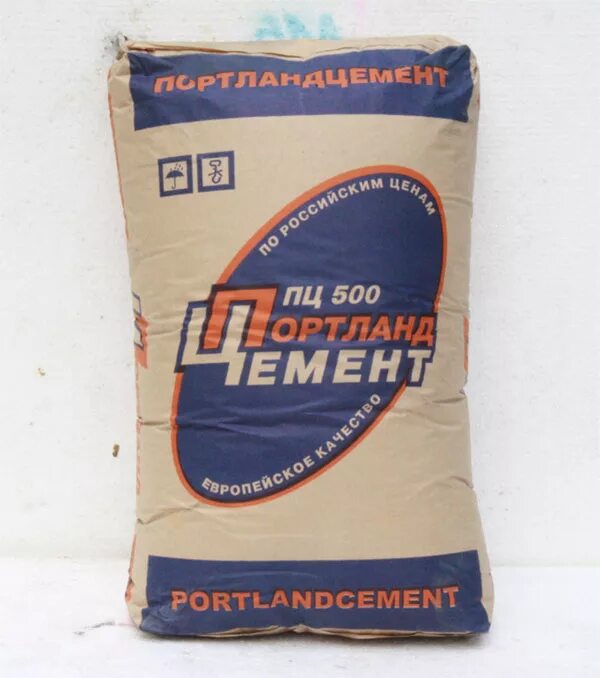 ПОРТЛАНДЦЕМЕНТ
ПО РОССИЙСКИМ ЦЕНАМ
ПЦ 500
ПОРТЛАНД
ЦЕМЕНТ
ЕВРОПЕЙСКОЕ КАЧЕСТВО
PORTLANDCEMENT